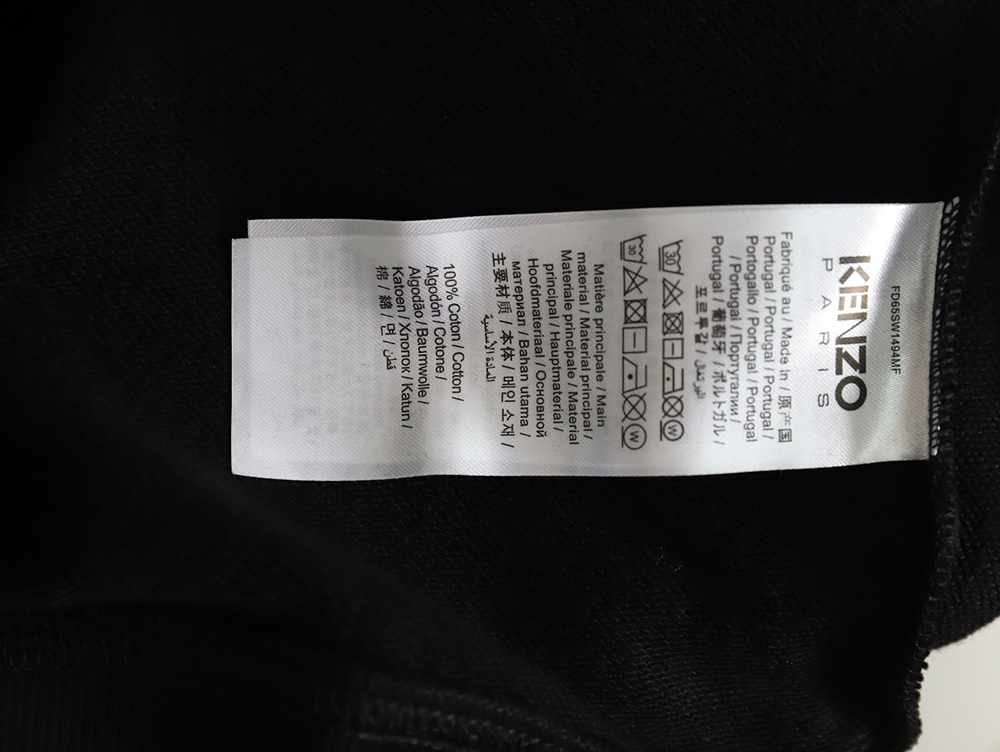 FD65SW1494MF
KENZO
PARIS
Fabriqué au / Made in / 原产国
Portugal / Portugal / Portugal /
Portogallo / Portugal / Portugal
/ Portugal / Португалии /
Portugal / 葡萄牙 / ポルトガル /
포르투갈 / البرتغال
30 W
30 W
Matière principale / Main
material / Material principal /
Materiale principale / Material
principal / Hauptmaterial /
Hoofdmateriaal / Основной
материал / Bahan utama /
主要材质 / 本体 / 메인 소재 /
المادة الأساسية
100% Coton / Cotton /
Algodón / Cotone /
Algodão / Baumwolle /
Katoen / Хлопок / Katun /
棉 / 綿 / 면 / قطن